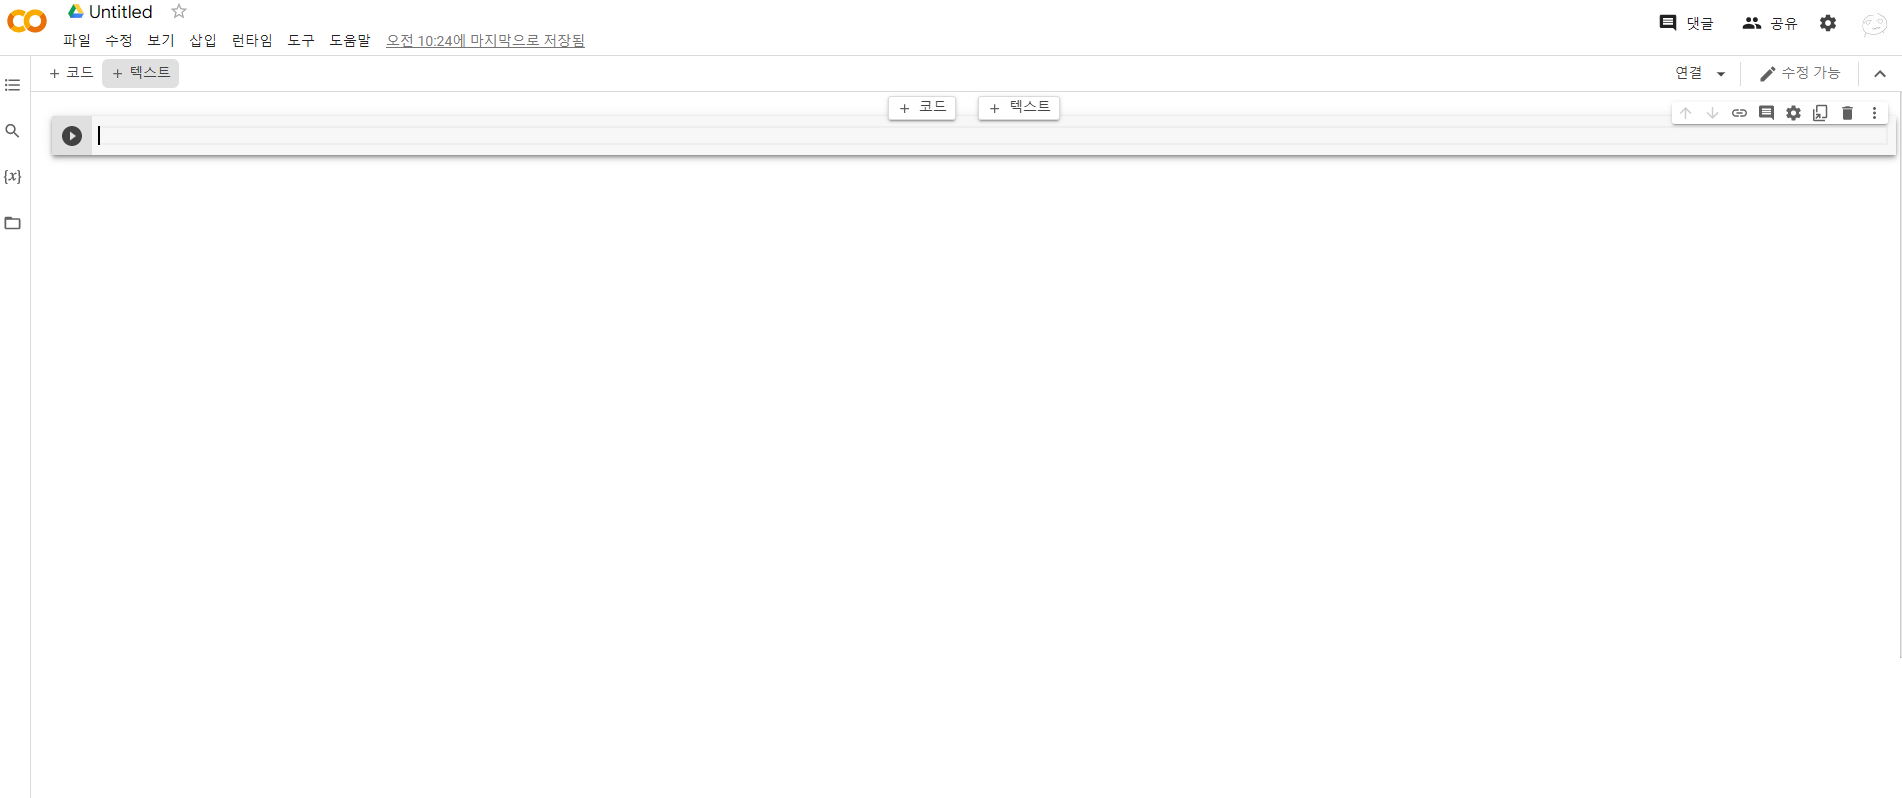 Untitled
댓글 공유
파일 수정 보기 삽입 런타임 도구 도움말 오전 10:24에 마지막으로 저장됨
+ 코드 + 텍스트 연결 수정 가능
+ 코드 + 텍스트
{x}